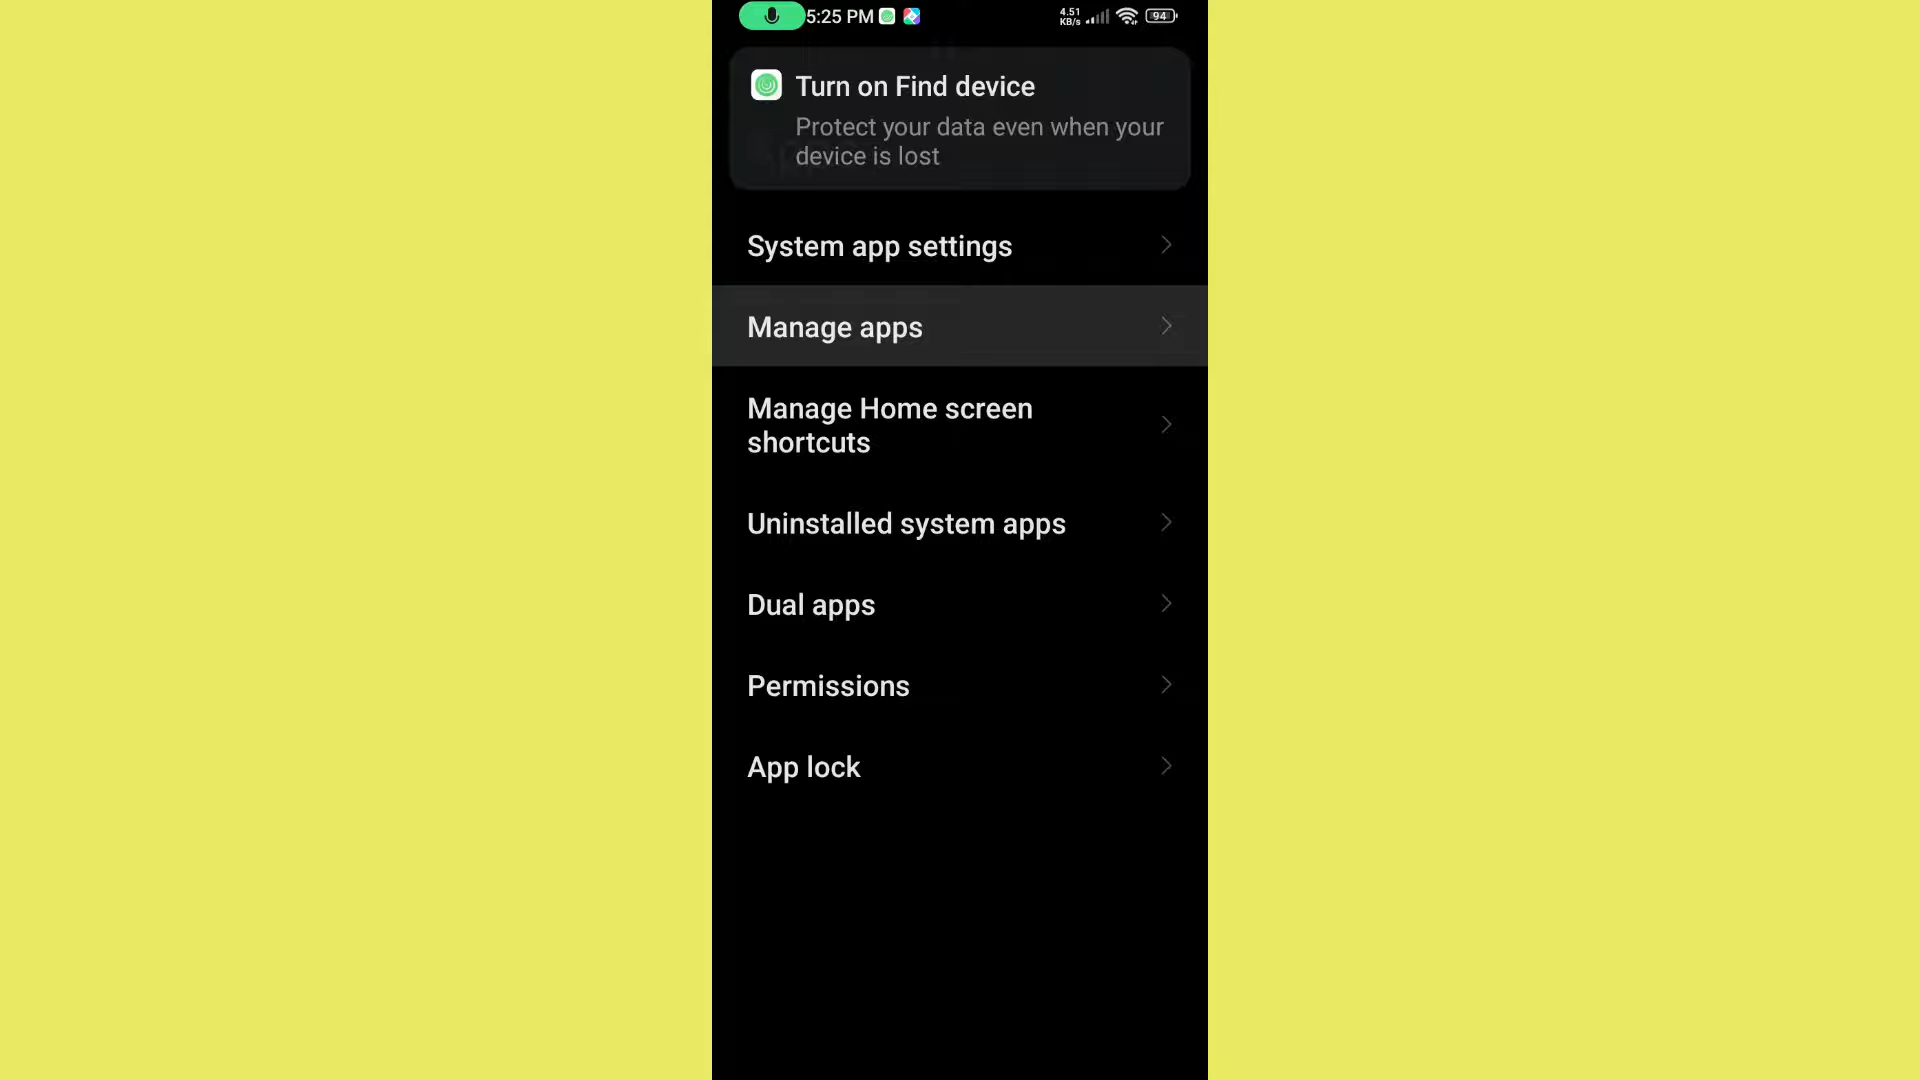 5:25 PM
4.51
KB/s
94
Turn on Find device
Protect your data even when your
device is lost
System app settings
Manage apps
Manage Home screen
shortcuts
Uninstalled system apps
Dual apps
Permissions
App lock